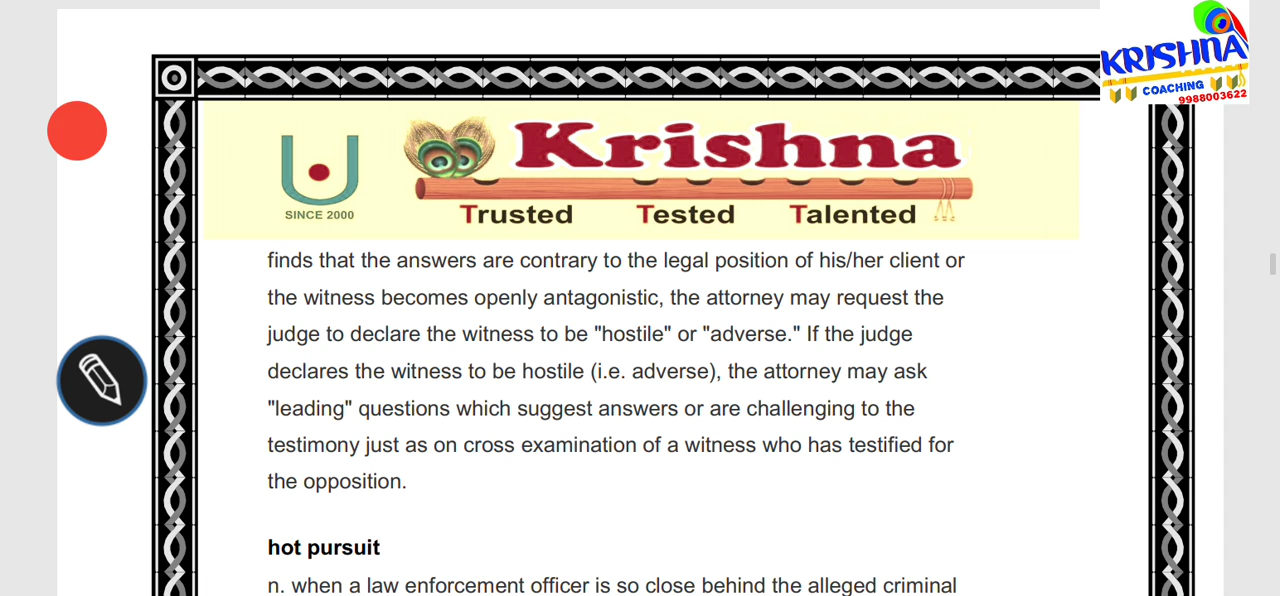 KRISHNA
COACHING
9988003622
Krishna
SINCE 2000
Trusted Tested Talented
finds that the answers are contrary to the legal position of his/her client or
the witness becomes openly antagonistic, the attorney may request the
judge to declare the witness to be "hostile" or "adverse." If the judge
declares the witness to be hostile (i.e. adverse), the attorney may ask
"leading" questions which suggest answers or are challenging to the
testimony just as on cross examination of a witness who has testified for
the opposition.
hot pursuit
n. when a law enforcement officer is so close behind the alleged criminal